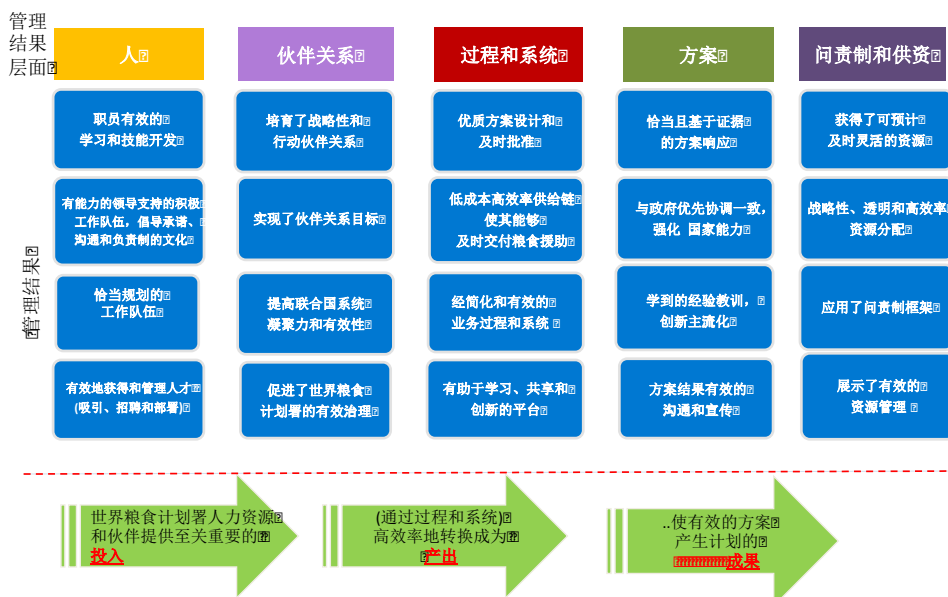 管理
结果
层面
人
伙伴关系
过程和系统
方案
问责制和供资
管理结果
职员有效的
学习和技能开发
培育了战略性和
行动伙伴关系
优质方案设计和
及时批准
恰当且基于证据
的方案响应
获得了可预计
及时灵活的资源
有能力的领导支持的积极
工作队伍，倡导承诺、
沟通和负责制的文化
实现了伙伴关系目标
低成本高效率供给链
使其能够
及时交付粮食援助
与政府优先协调一致，
强化 国家能力
战略性、透明和高效率
资源分配
恰当规划的
工作队伍
提高联合国系统
凝聚力和有效性
经简化和有效的
业务过程和系统
学到的经验教训，
创新主流化
应用了问责制框架
有效地获得和管理人才
(吸引、招聘和部署)
促进了世界粮食
计划署的有效治理
有助于学习、共享和
创新的平台
方案结果有效的
沟通和宣传
展示了有效的
资源管理
世界粮食计划署人力资源
和伙伴提供至关重要的
投入
(通过过程和系统)
高效率地转换成为
产出
..使有效的方案
产生计划的
成果